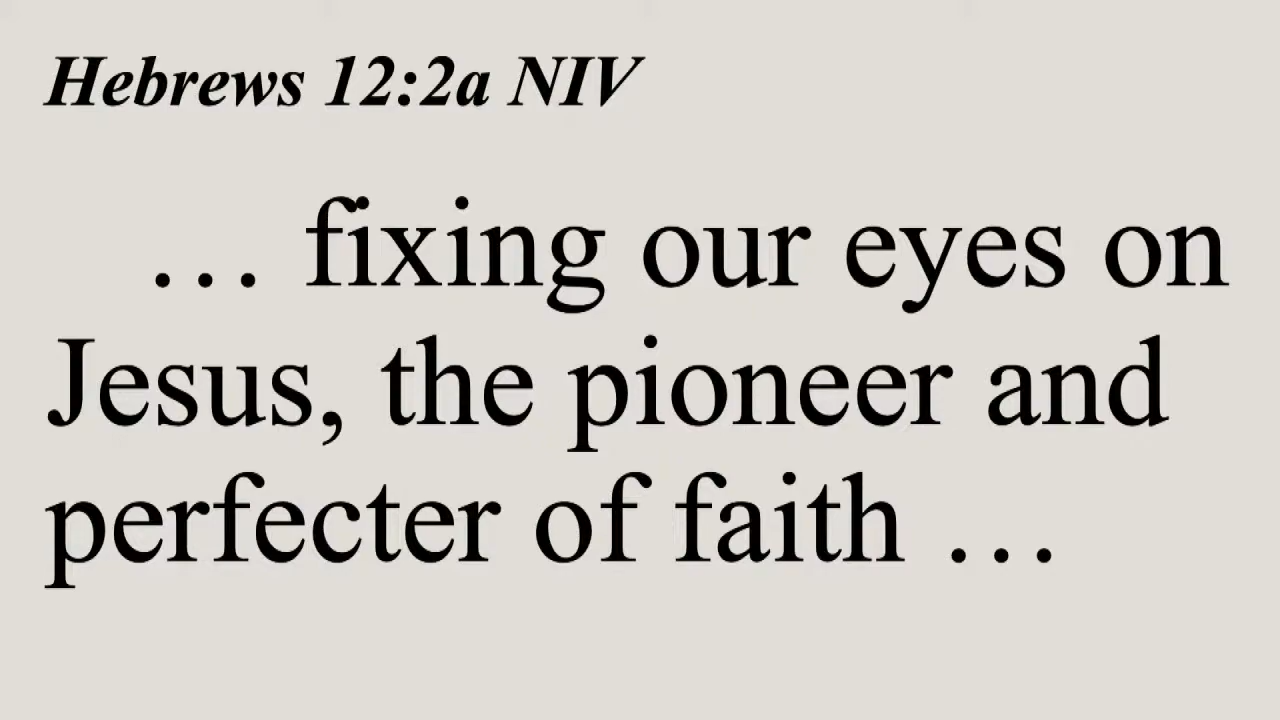 Hebrews 12:2a NIV
… fixing our eyes on
Jesus, the pioneer and
perfecter of faith …